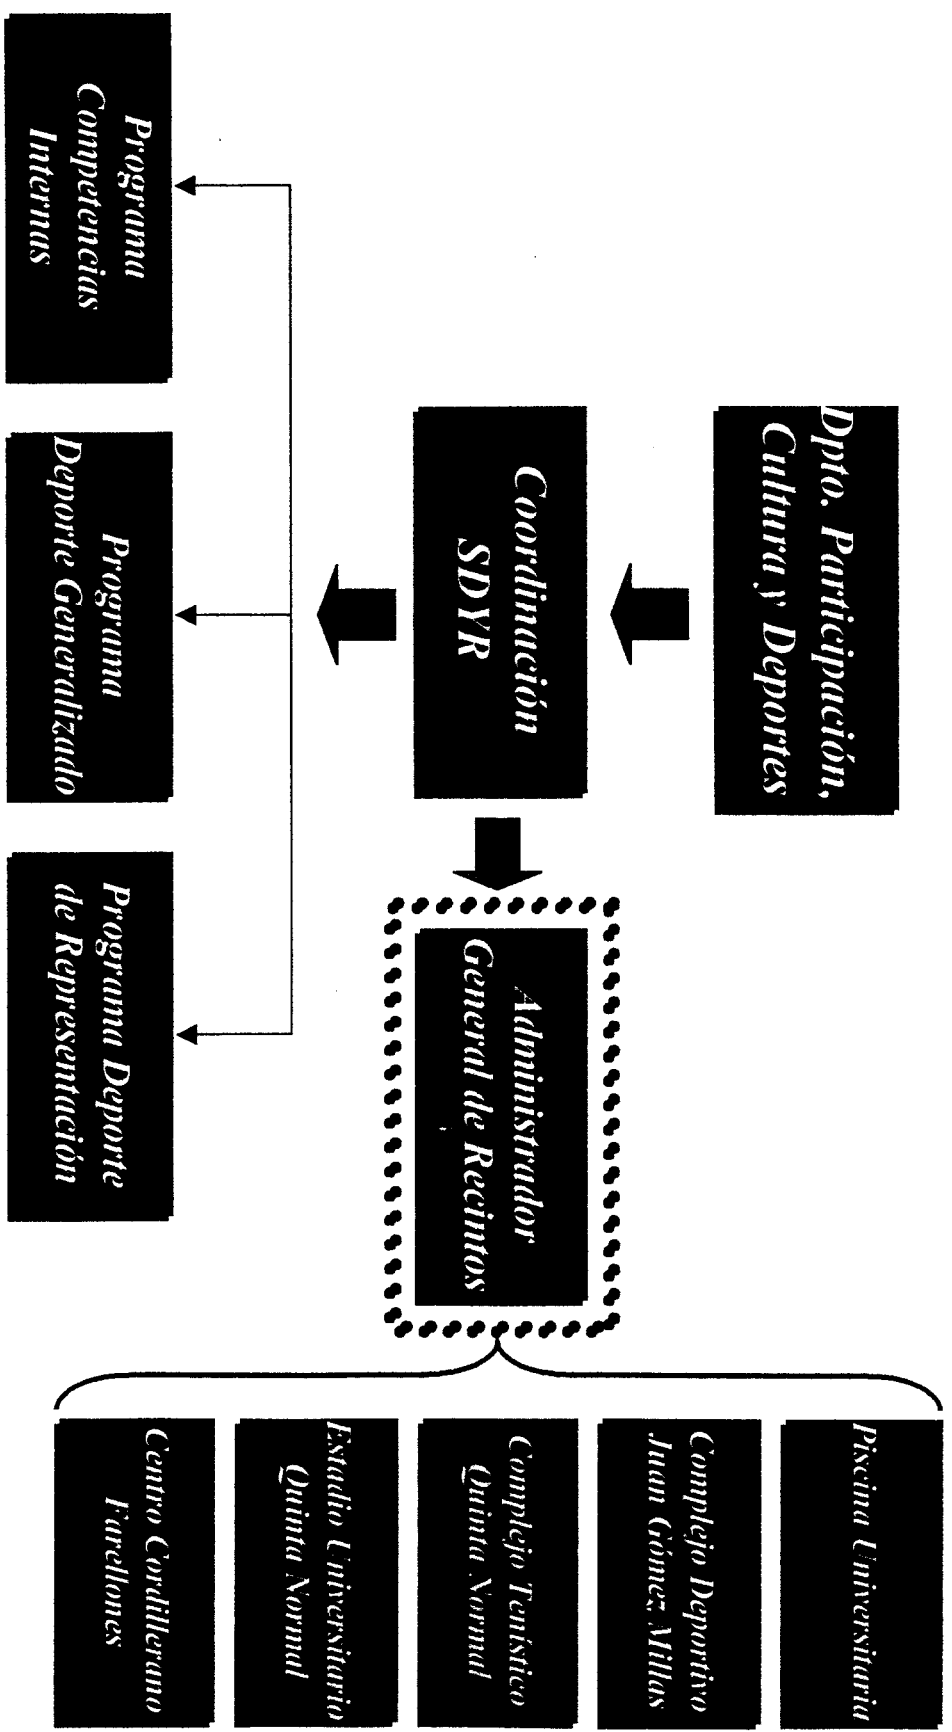 Dpto. Participación,
Cultura y Deportes
Coordinación
SDYR
Administrador
General de Recintos
Piscina Universitaria
Complejo Deportivo
Juan Gómez Millas
Complejo Tenístico
Quinta Normal
Estadio Universitario
Quinta Normal
Centro Cordillerano
Farellones
Programa
Competencias
Internas
Programa
Deporte Generalizado
Programa Deporte
de Representación